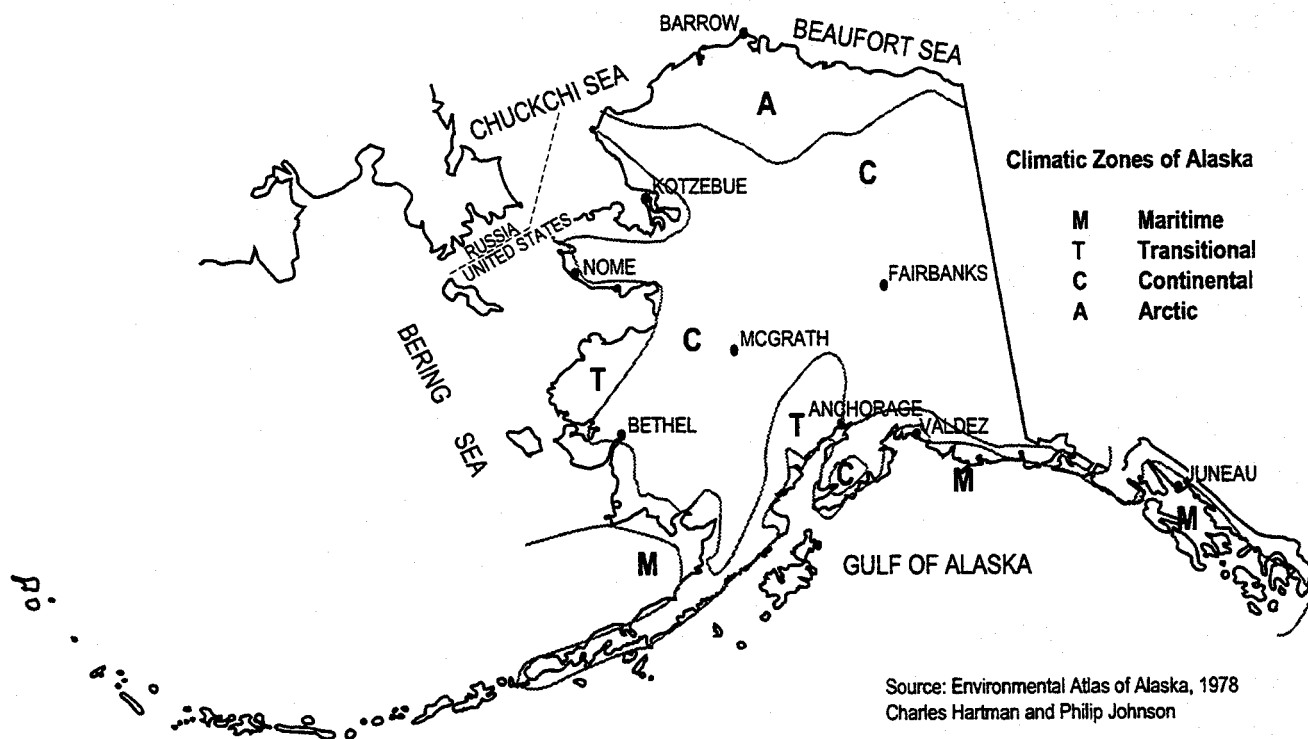 BARROW
BEAUFORT SEA
CHUCKCHI SEA
A
Climatic Zones of Alaska
C
KOTZEBUE
M Maritime
T Transitional
C Continental
A Arctic
RUSSIA
UNITED STATES
NOME
FAIRBANKS
BERING SEA
C
MCGRATH
T
ANCHORAGE
T
VALDEZ
BETHEL
C
M
JUNEAU
M
M
GULF OF ALASKA
Source: Environmental Atlas of Alaska, 1978
Charles Hartman and Philip Johnson